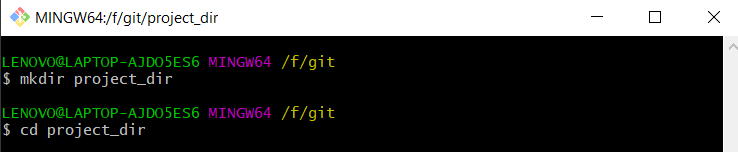 MINGW64:/f/git/project_dir
LENOVO@LAPTOP-AJDO5ES6 MINGW64 /f/git
$ mkdir project_dir
LENOVO@LAPTOP-AJDO5ES6 MINGW64 /f/git
$ cd project_dir